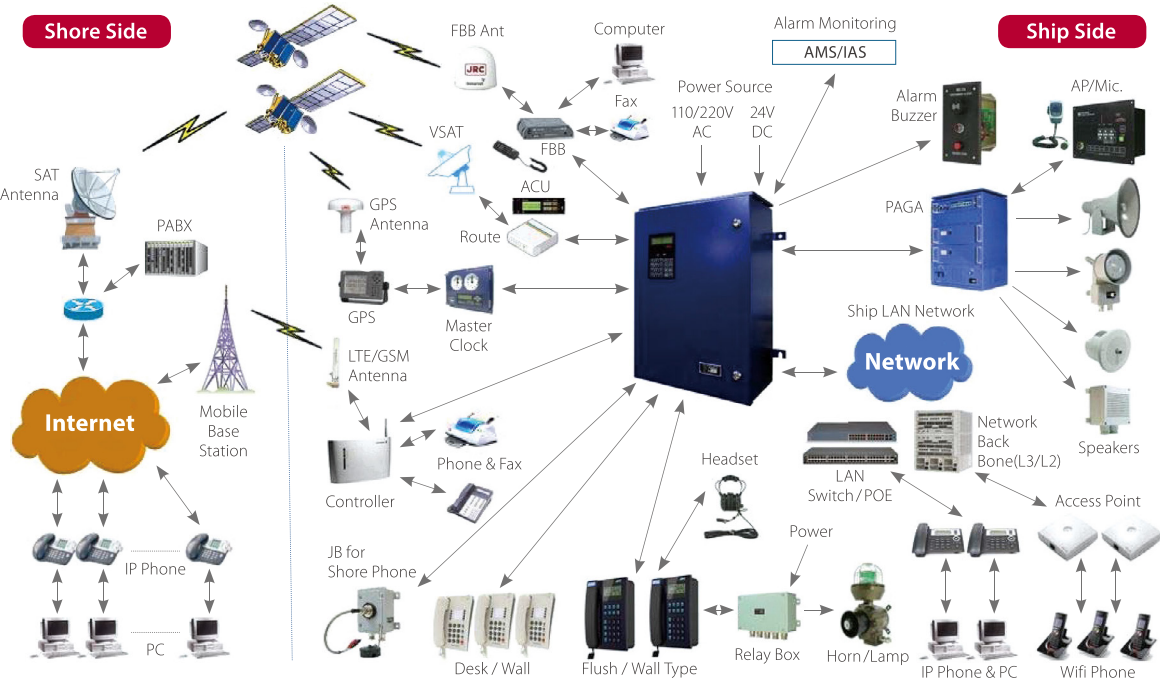 Shore Side
Ship Side
FBB Ant
JRC
Computer
Fax
FBB
Alarm Monitoring
AMS/IAS
Power Source
110/220V
AC
24V
DC
Alarm
Buzzer
AP/Mic.
VSAT
ACU
Route
SAT
Antenna
PABX
GPS
Antenna
GPS
Master
Clock
PAGA
Ship LAN Network
Network
LTE/GSM
Antenna
Mobile
Base
Station
Internet
Controller
Phone & Fax
Speakers
Network
Back
Bone(L3/L2)
LAN
Switch / POE
Access Point
Headset
Power
IP Phone
PC
JB for
Shore Phone
Desk / Wall
Flush / Wall Type
Relay Box
Horn /Lamp
IP Phone & PC
Wifi Phone